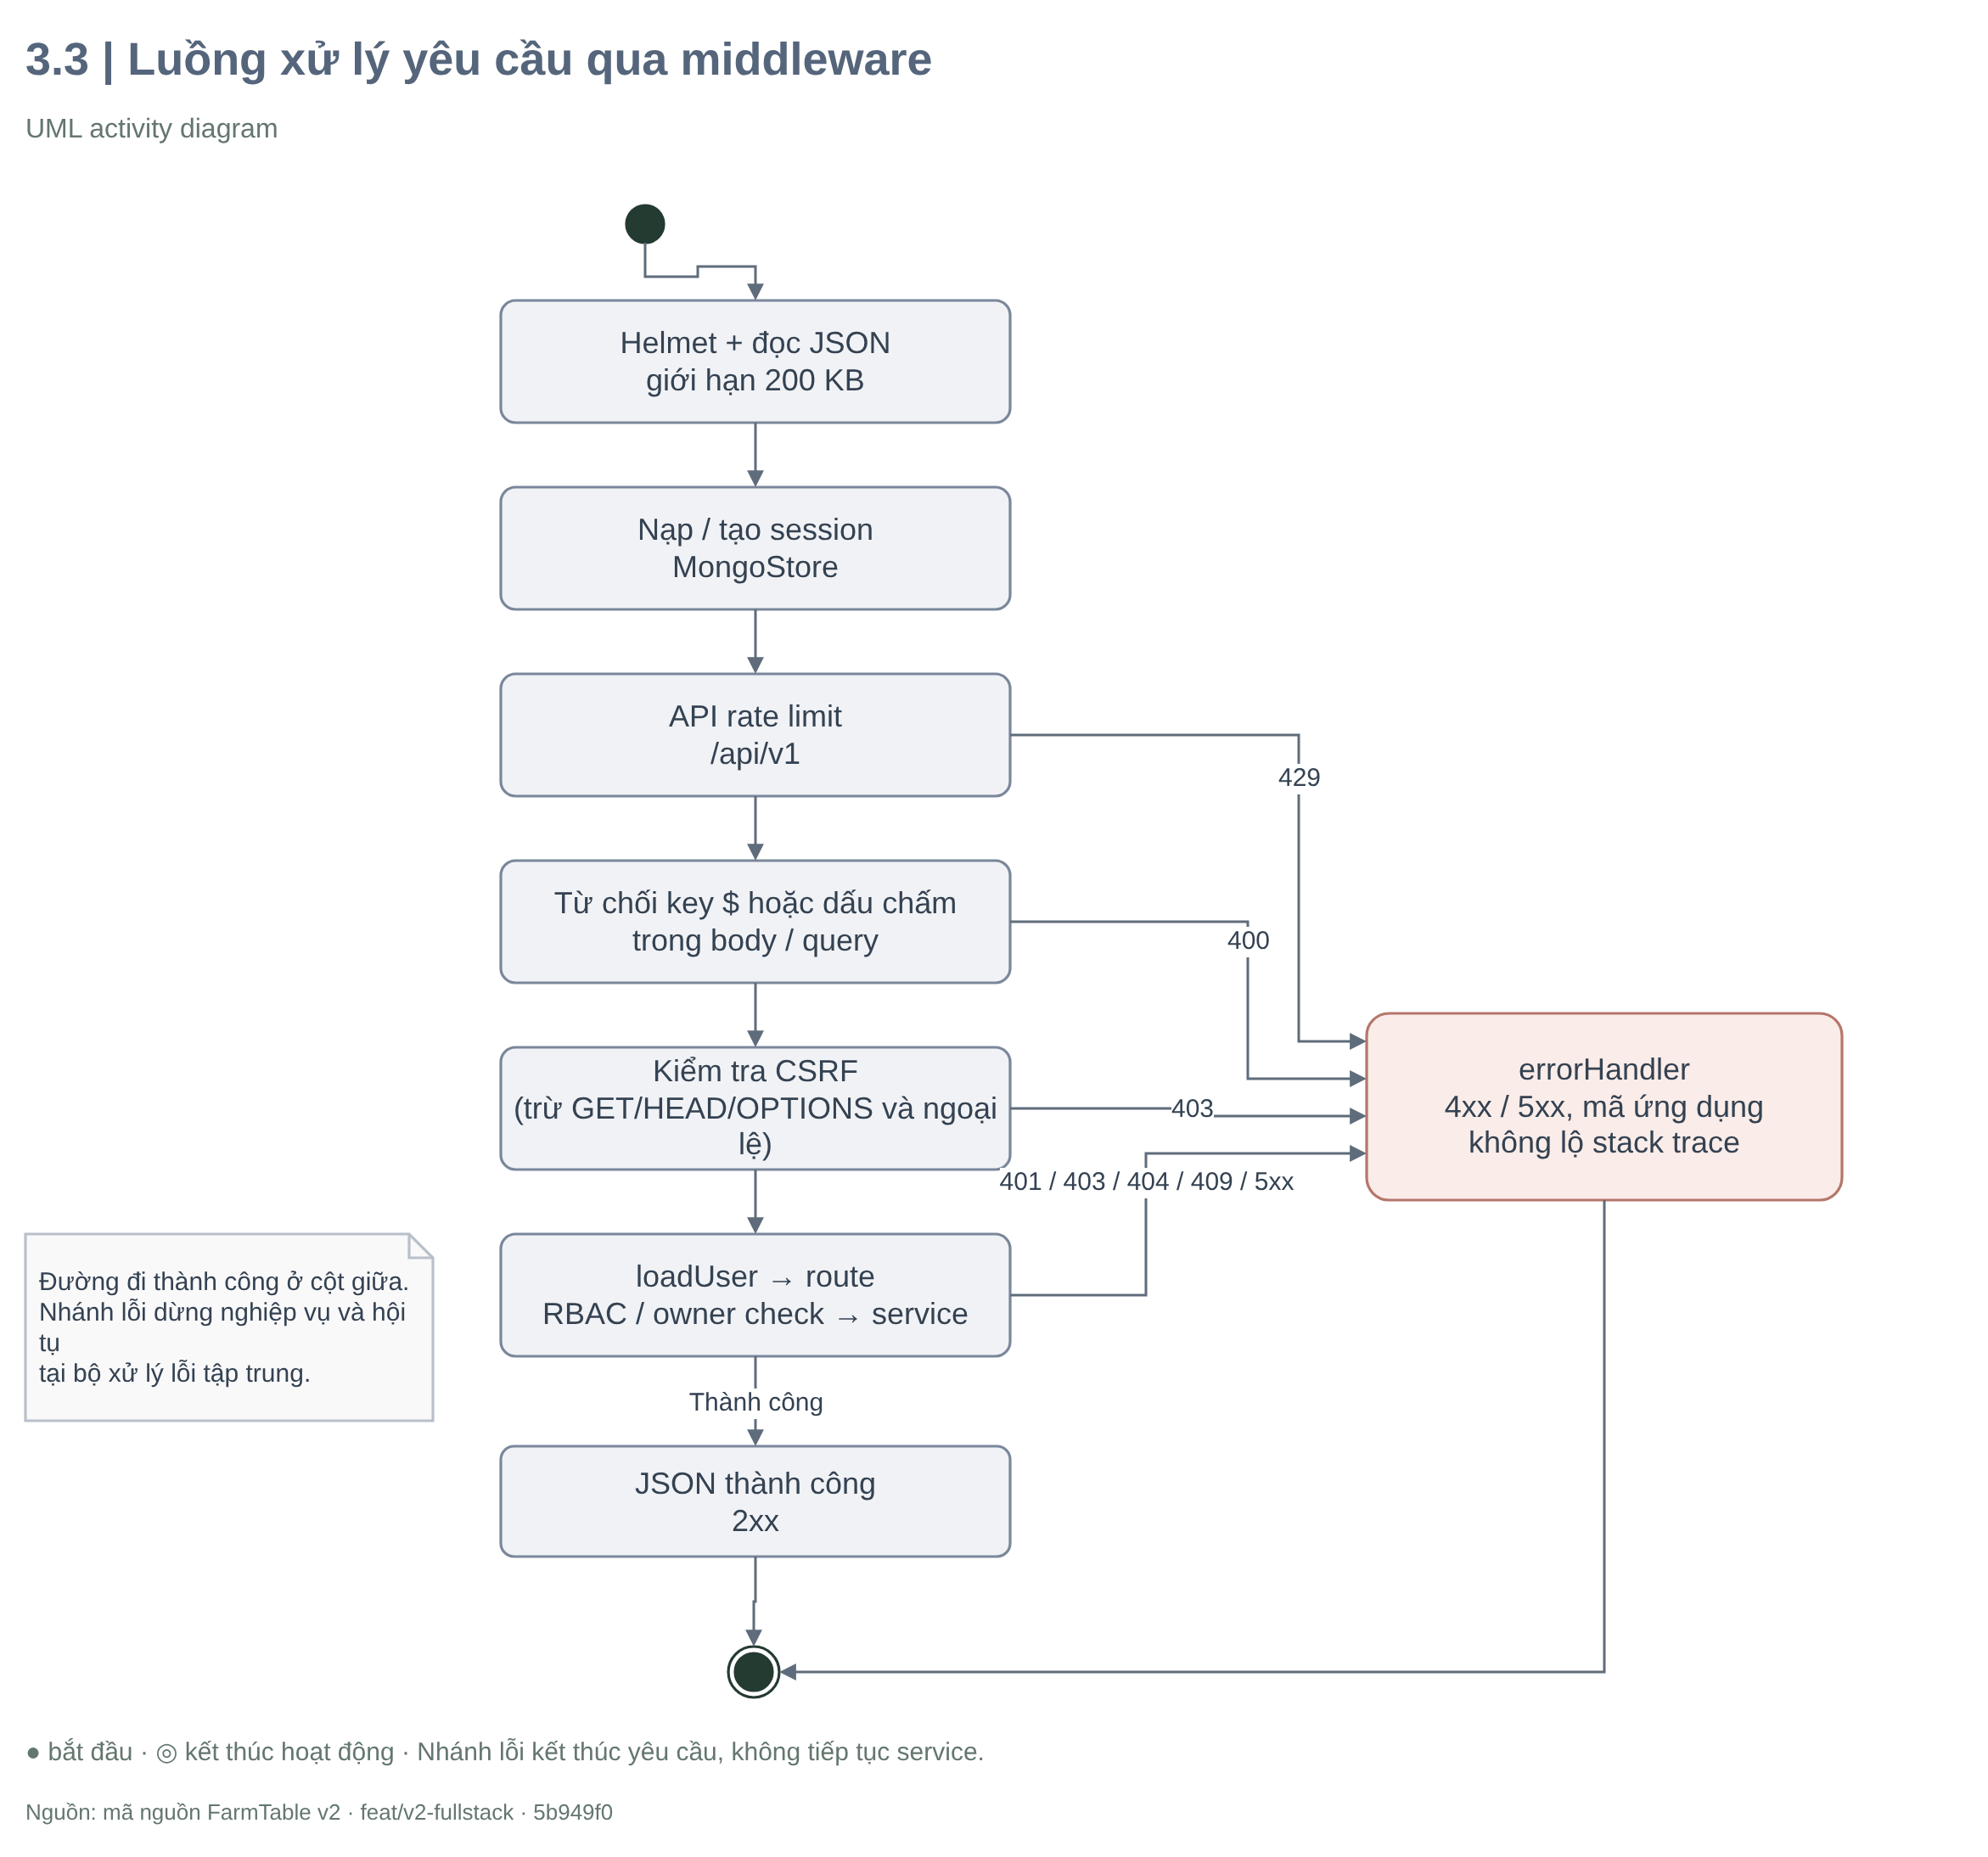 3.3 | Luồng xử lý yêu cầu qua middleware
UML activity diagram
Helmet + đọc JSON
giới hạn 200 KB
Nạp / tạo session
MongoStore
API rate limit
/api/v1
429
Từ chối key $ hoặc dấu chấm
trong body / query
400
Kiểm tra CSRF
(trừ GET/HEAD/OPTIONS và ngoại
lệ)
403
errorHandler
4xx / 5xx, mã ứng dụng
không lộ stack trace
401 / 403 / 404 / 409 / 5xx
loadUser → route
RBAC / owner check → service
Đường đi thành công ở cột giữa.
Nhánh lỗi dừng nghiệp vụ và hội
tụ
tại bộ xử lý lỗi tập trung.
Thành công
JSON thành công
2xx
● bắt đầu · ◎ kết thúc hoạt động · Nhánh lỗi kết thúc yêu cầu, không tiếp tục service.
Nguồn: mã nguồn FarmTable v2 · feat/v2-fullstack · 5b949f0